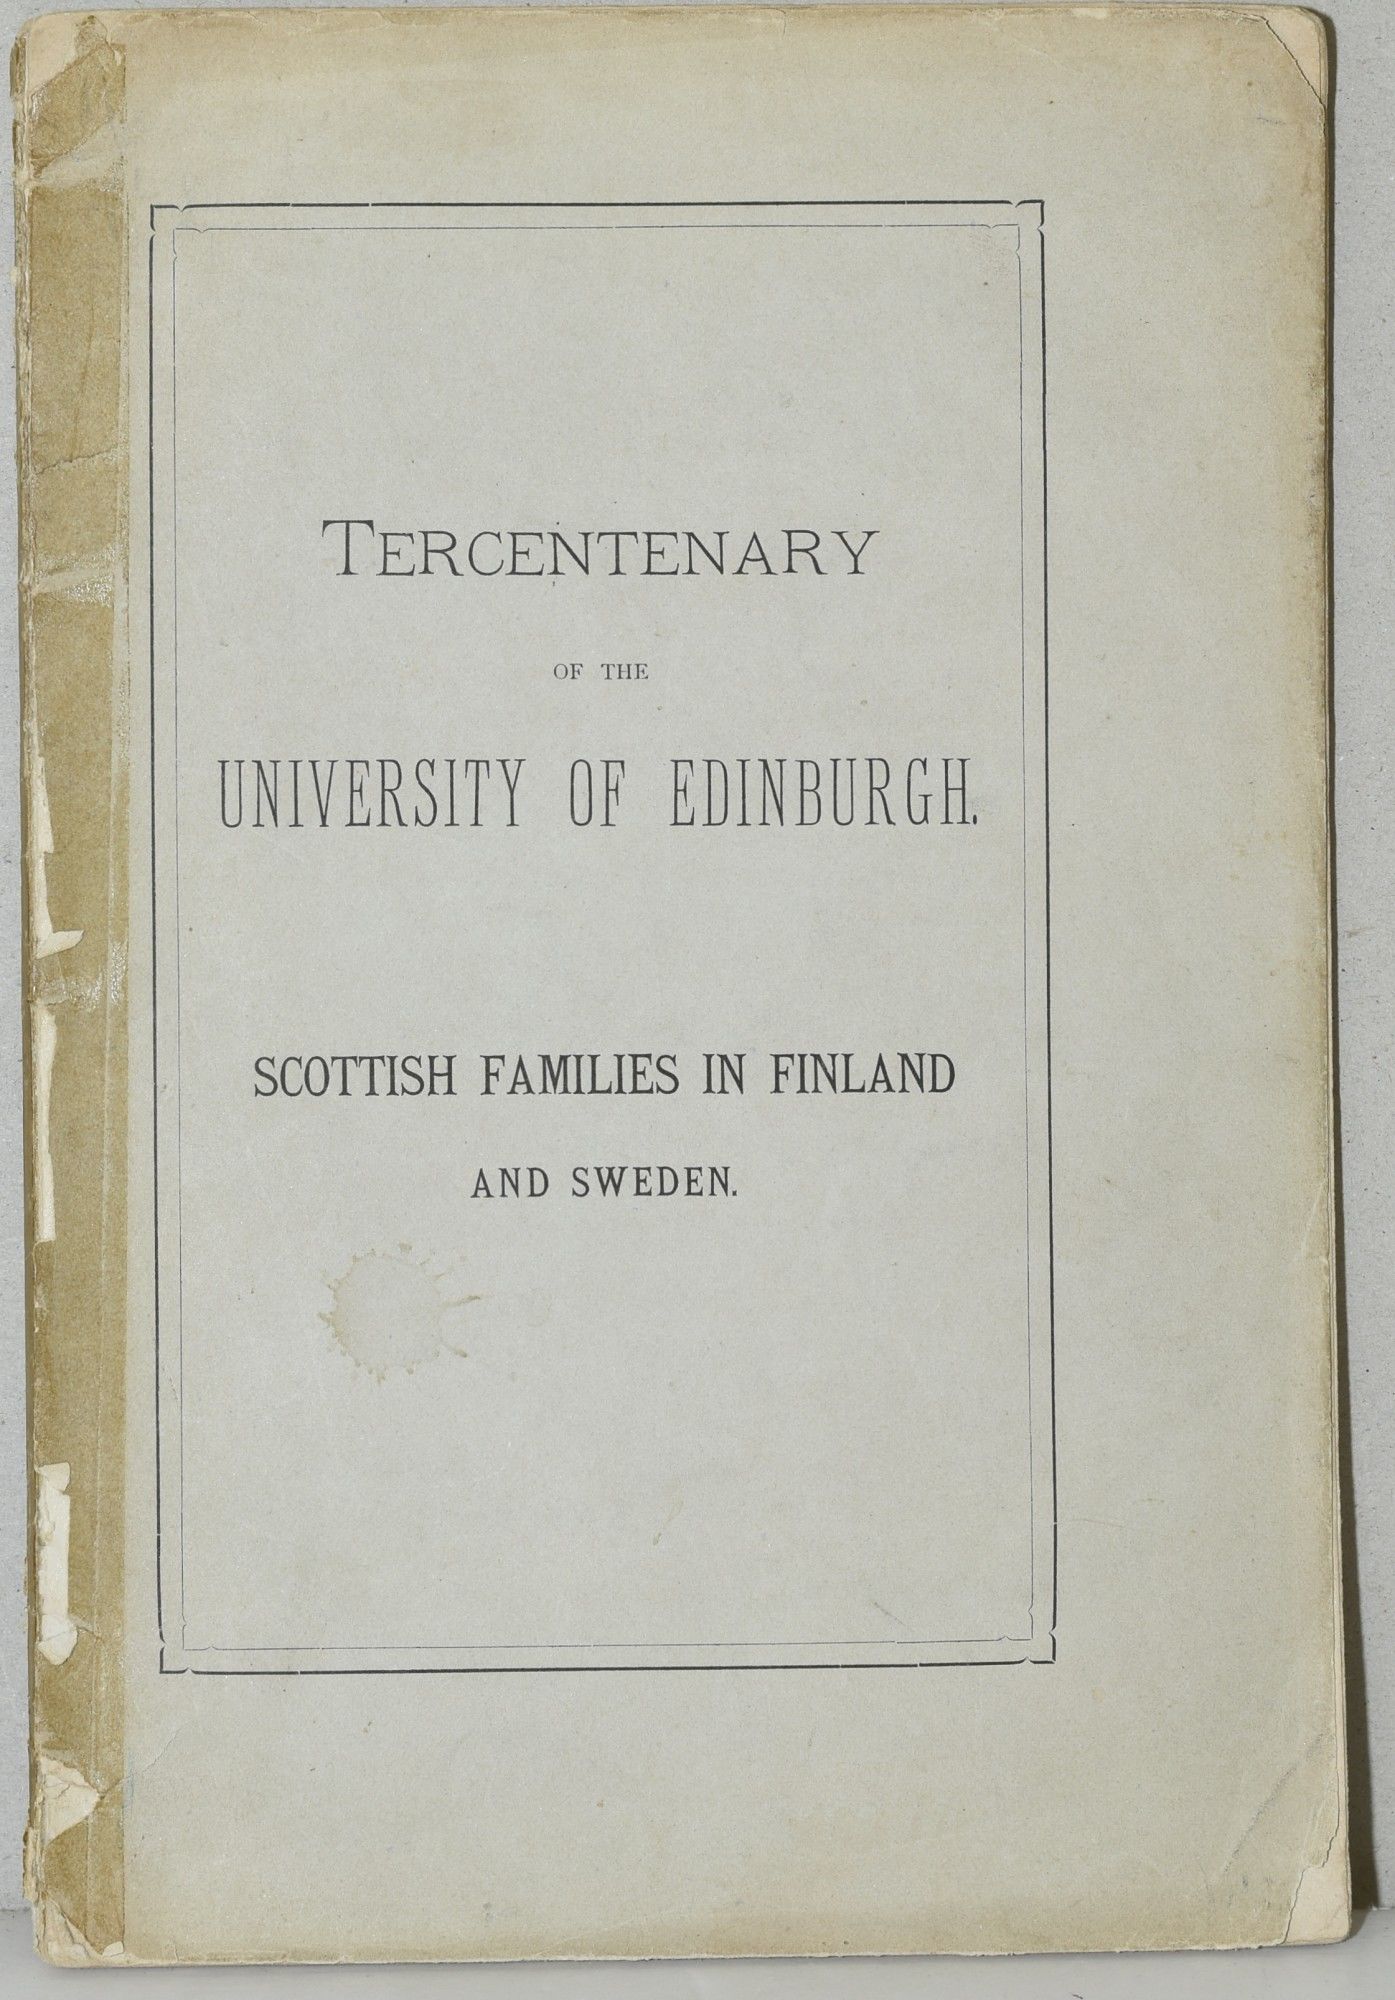 TERCENTENARY
OF THE
UNIVERSITY OF EDINBURGH.
SCOTTISH FAMILIES IN FINLAND
AND SWEDEN.